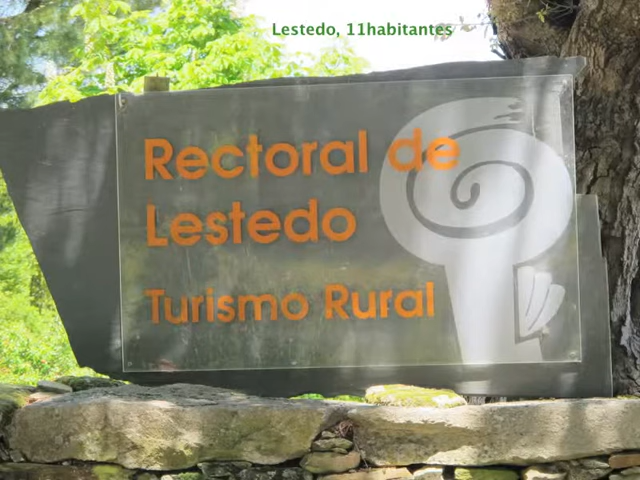 Lestedo, 11habitantes
Rectoral de
Lestedo
Turismo Rural